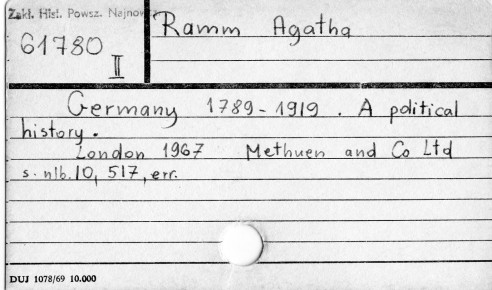 Zakł. Hist. Powsz. Najnow
61780
II
Ramm Agatha
Germany 1789-1919. A political
history.
London 1967 Methuen and Co Ltd
s. nlb. 10, 517, err.
DUJ 1078/69 10.000